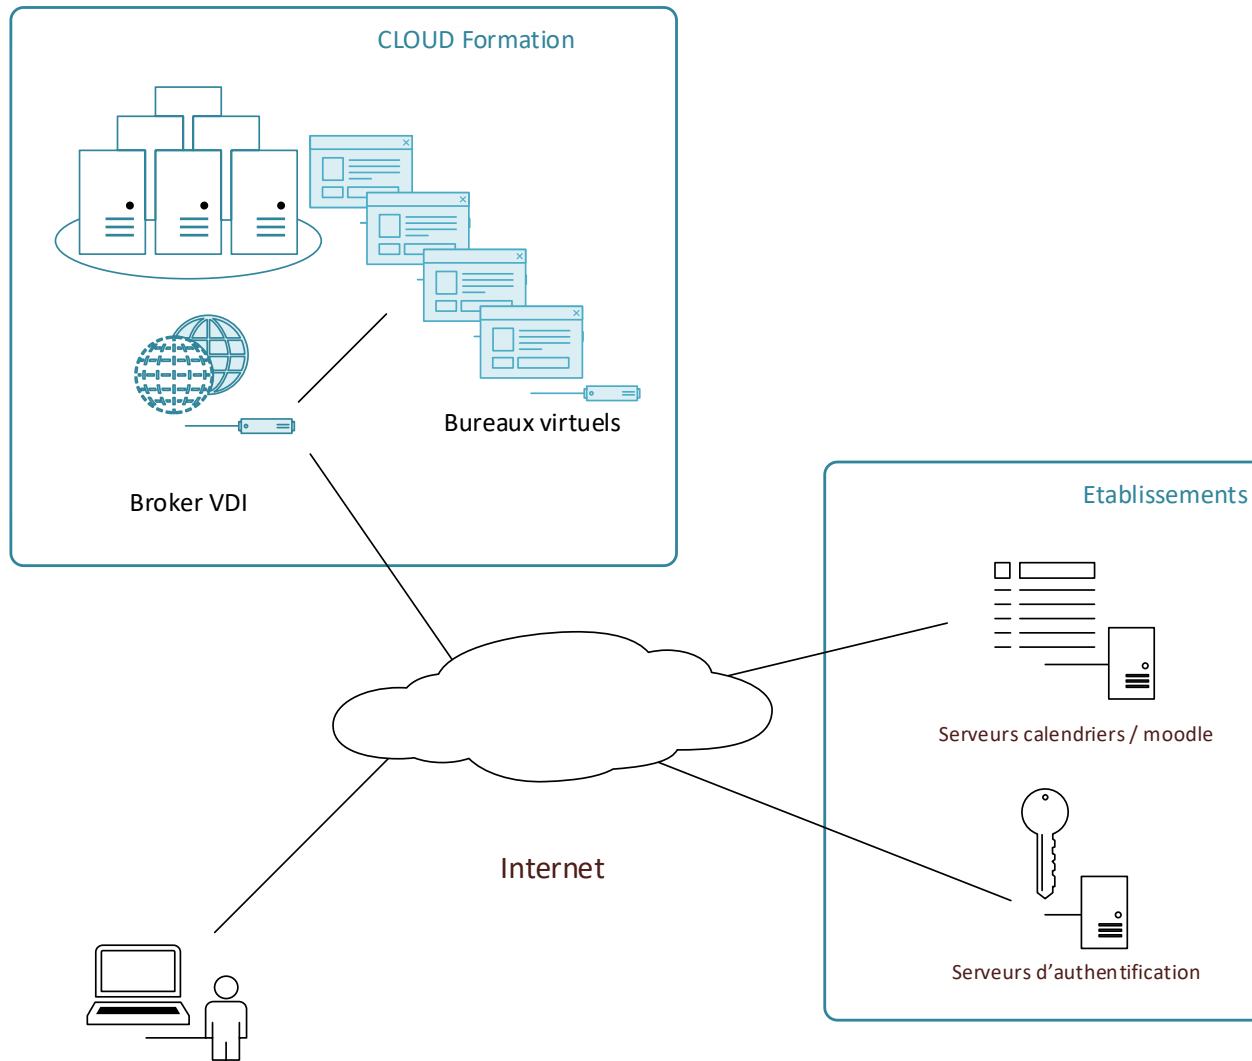 CLOUD Formation
Bureaux virtuels
Broker VDI
Etablissements
Serveurs calendriers / moodle
Internet
Serveurs d’authentification